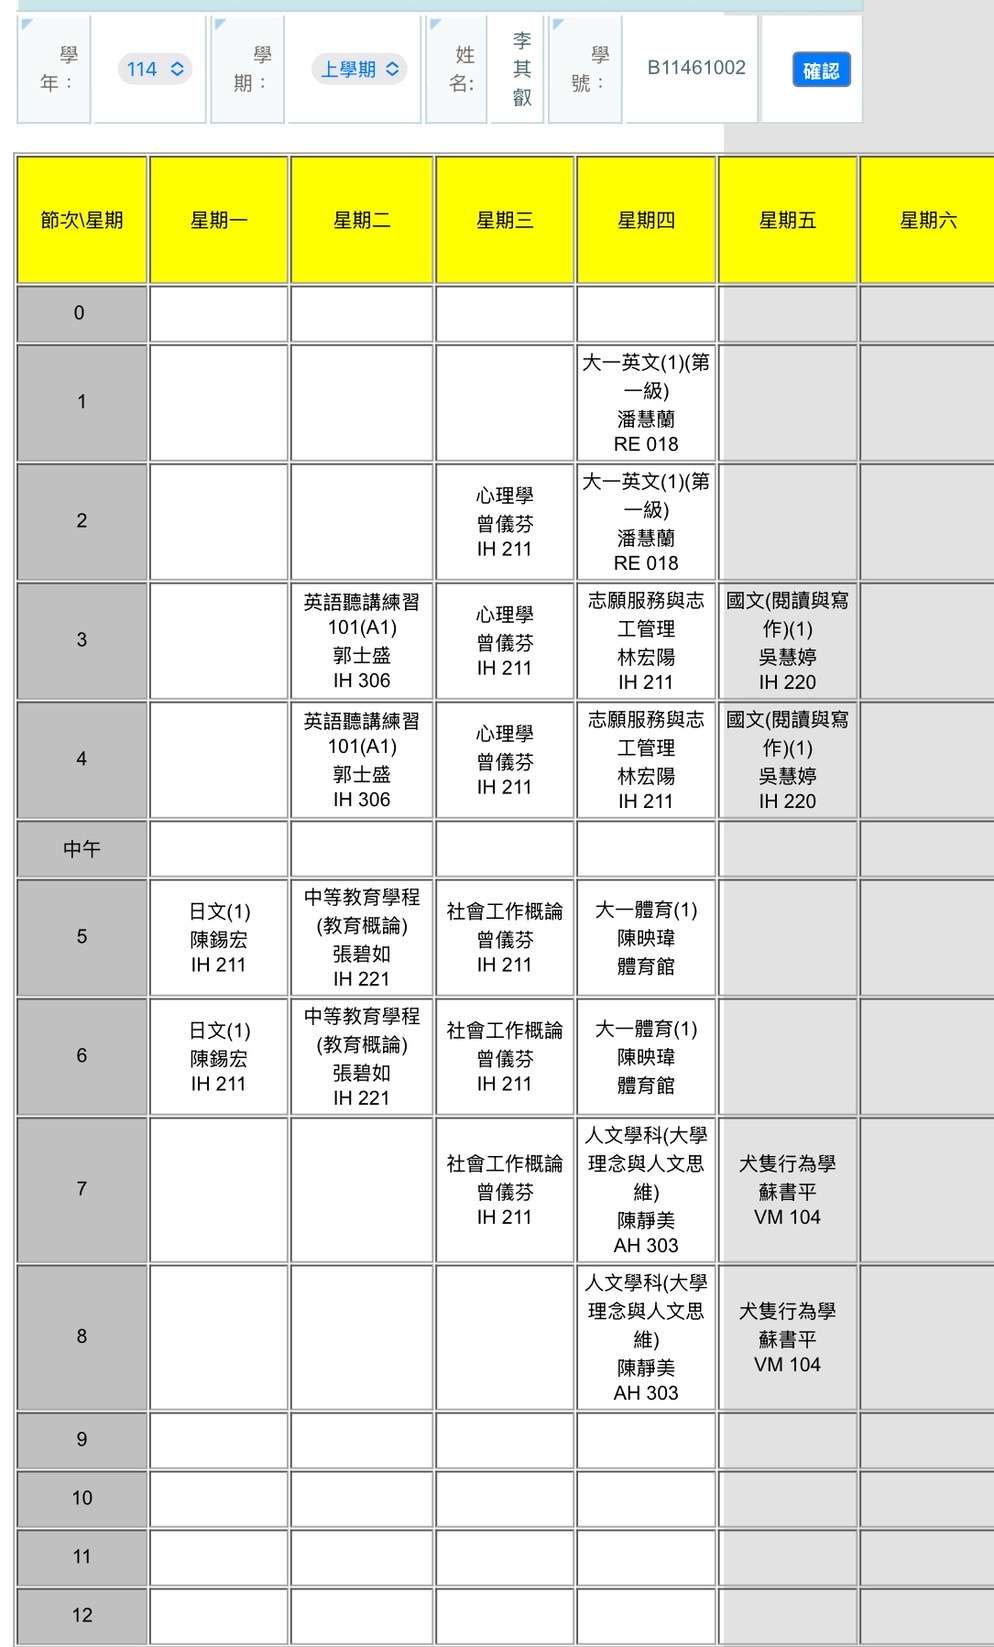 學年： 114 學期： 上學期 姓名: 李其叡 學號： B11461002 確認
節次\星期 星期一 星期二 星期三 星期四 星期五 星期六
0
1
大一英文(1)(第
一級)
潘慧蘭
RE 018
2
心理學
曾儀芬
IH 211
大一英文(1)(第
一級)
潘慧蘭
RE 018
3
英語聽講練習
101(A1)
郭士盛
IH 306
心理學
曾儀芬
IH 211
志願服務與志
工管理
林宏陽
IH 211
國文(閱讀與寫
作)(1)
吳慧婷
IH 220
4
英語聽講練習
101(A1)
郭士盛
IH 306
心理學
曾儀芬
IH 211
志願服務與志
工管理
林宏陽
IH 211
國文(閱讀與寫
作)(1)
吳慧婷
IH 220
中午
5
日文(1)
陳錫宏
IH 211
中等教育學程
(教育概論)
張碧如
IH 221
社會工作概論
曾儀芬
IH 211
大一體育(1)
陳映瑋
體育館
6
日文(1)
陳錫宏
IH 211
中等教育學程
(教育概論)
張碧如
IH 221
社會工作概論
曾儀芬
IH 211
大一體育(1)
陳映瑋
體育館
7
社會工作概論
曾儀芬
IH 211
人文學科(大學
理念與人文思
維)
陳靜美
AH 303
犬隻行為學
蘇書平
VM 104
8
人文學科(大學
理念與人文思
維)
陳靜美
AH 303
犬隻行為學
蘇書平
VM 104
9
10
11
12